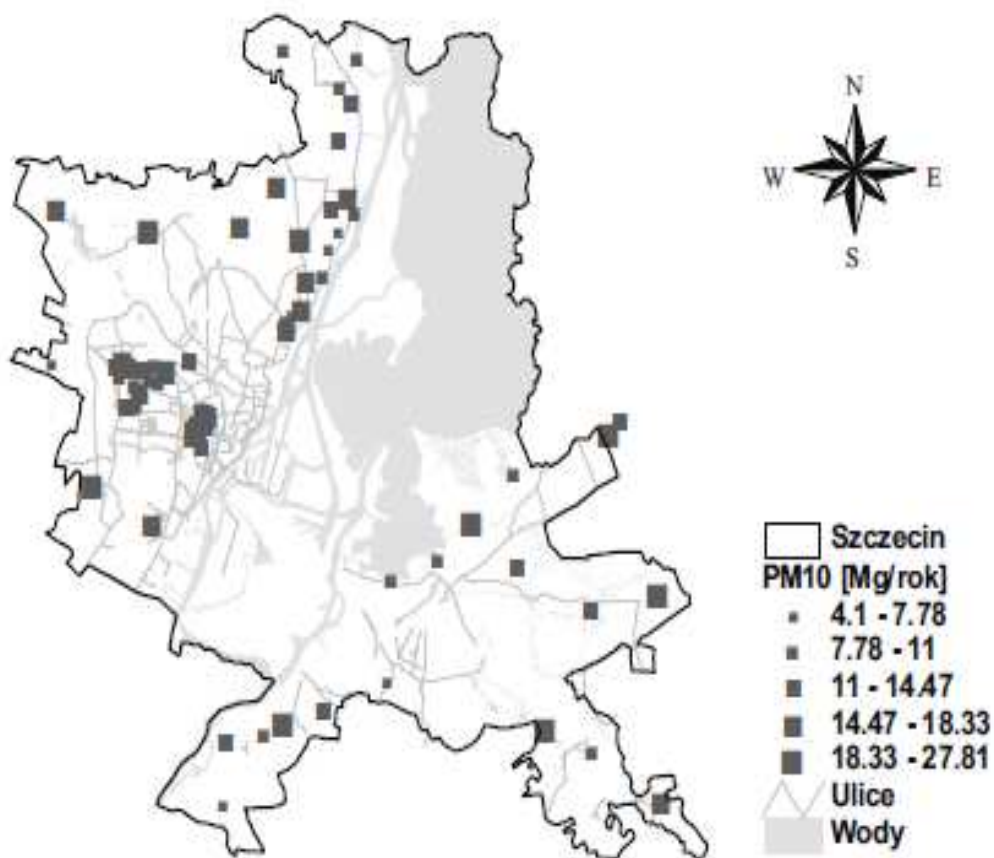 N
W E
S
Szczecin
PM10 [Mg/rok]
4.1 - 7.78
7.78 - 11
11 - 14.47
14.47 - 18.33
18.33 - 27.81
Ulice
Wody